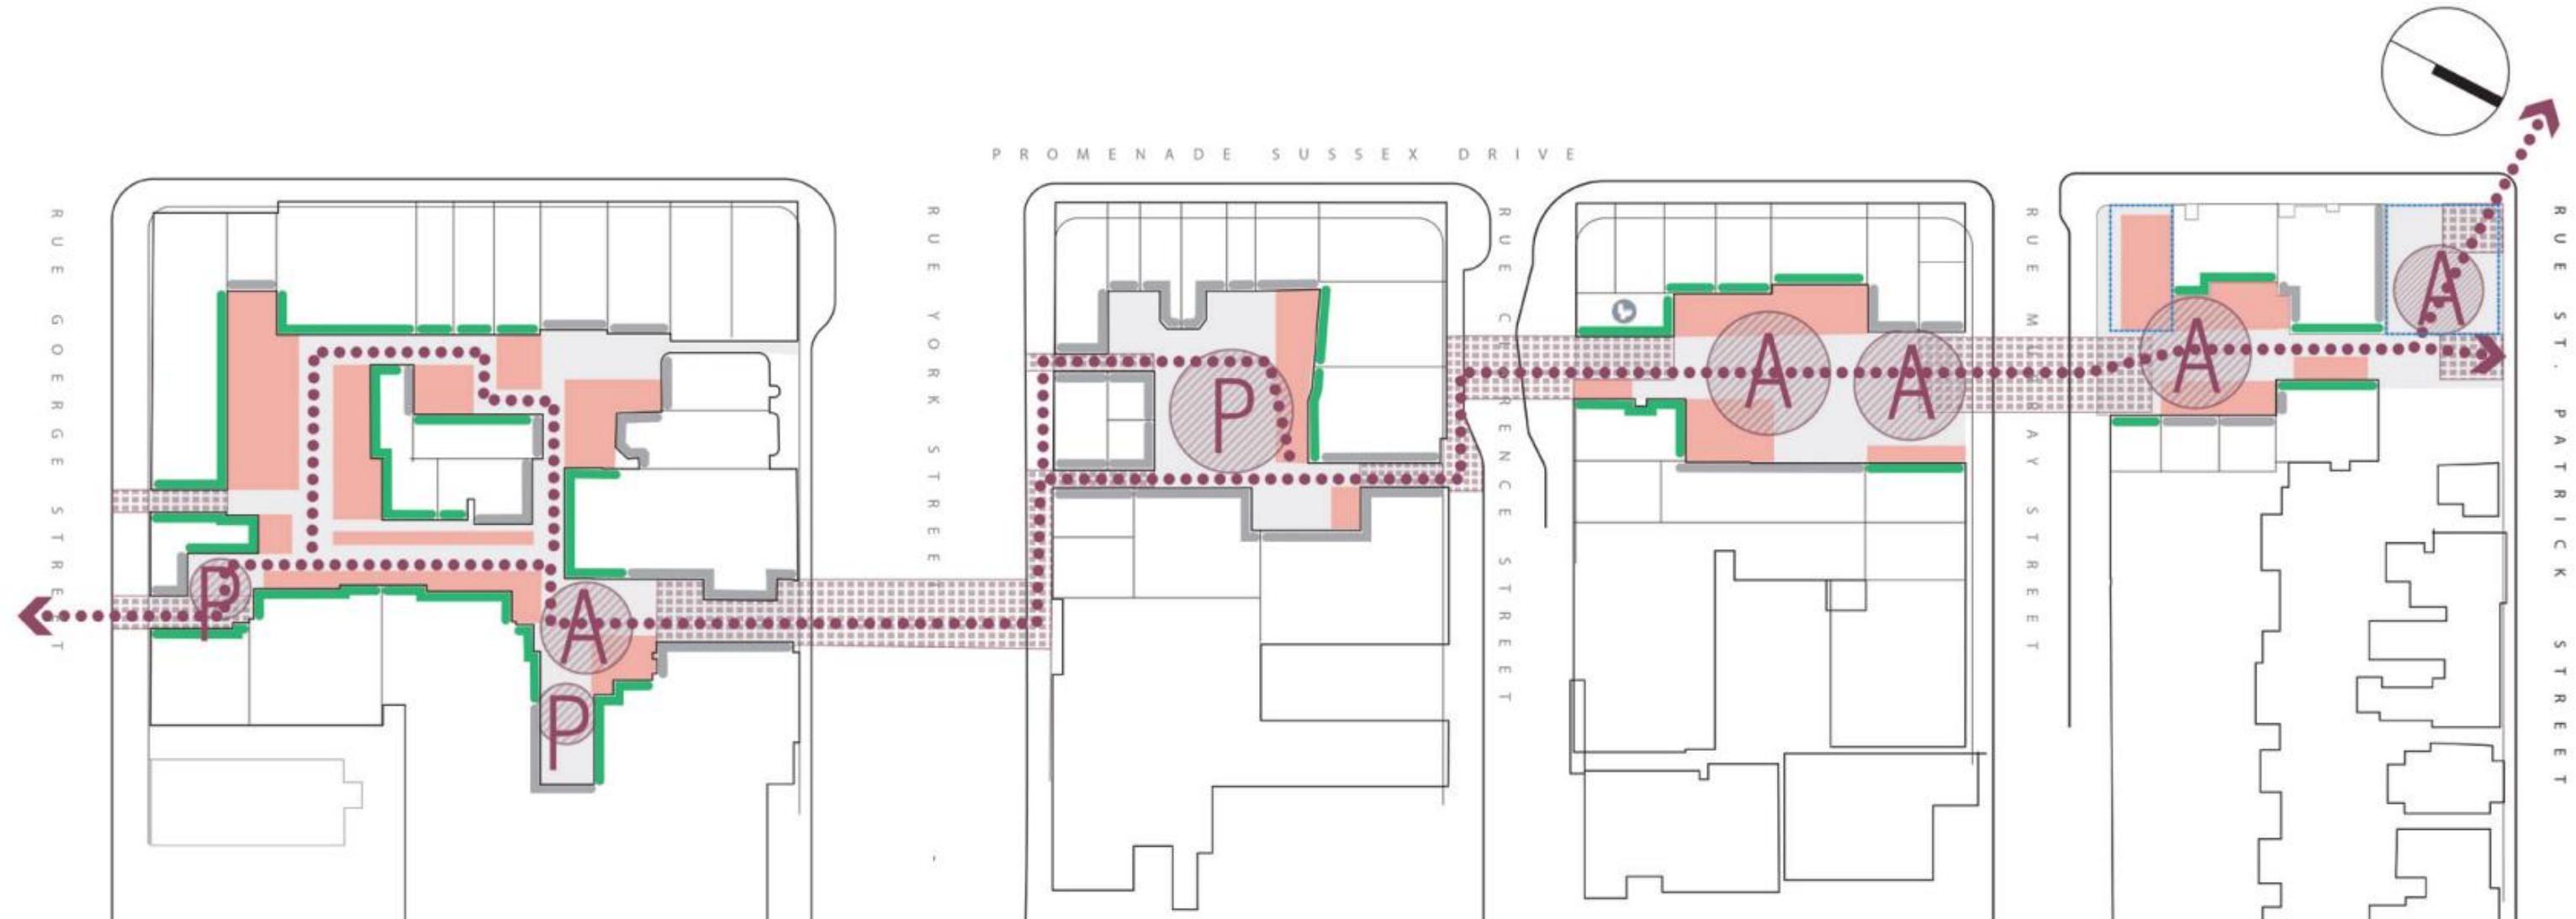 PROMENADE SUSSEX DRIVE
RUE GOERGE STREET
RUE YORK STREET
RUE CLARENCE STREET
RUE MURRAY STREET
RUE ST. PATRICK STREET
P
A
P
P
A
A
A
A